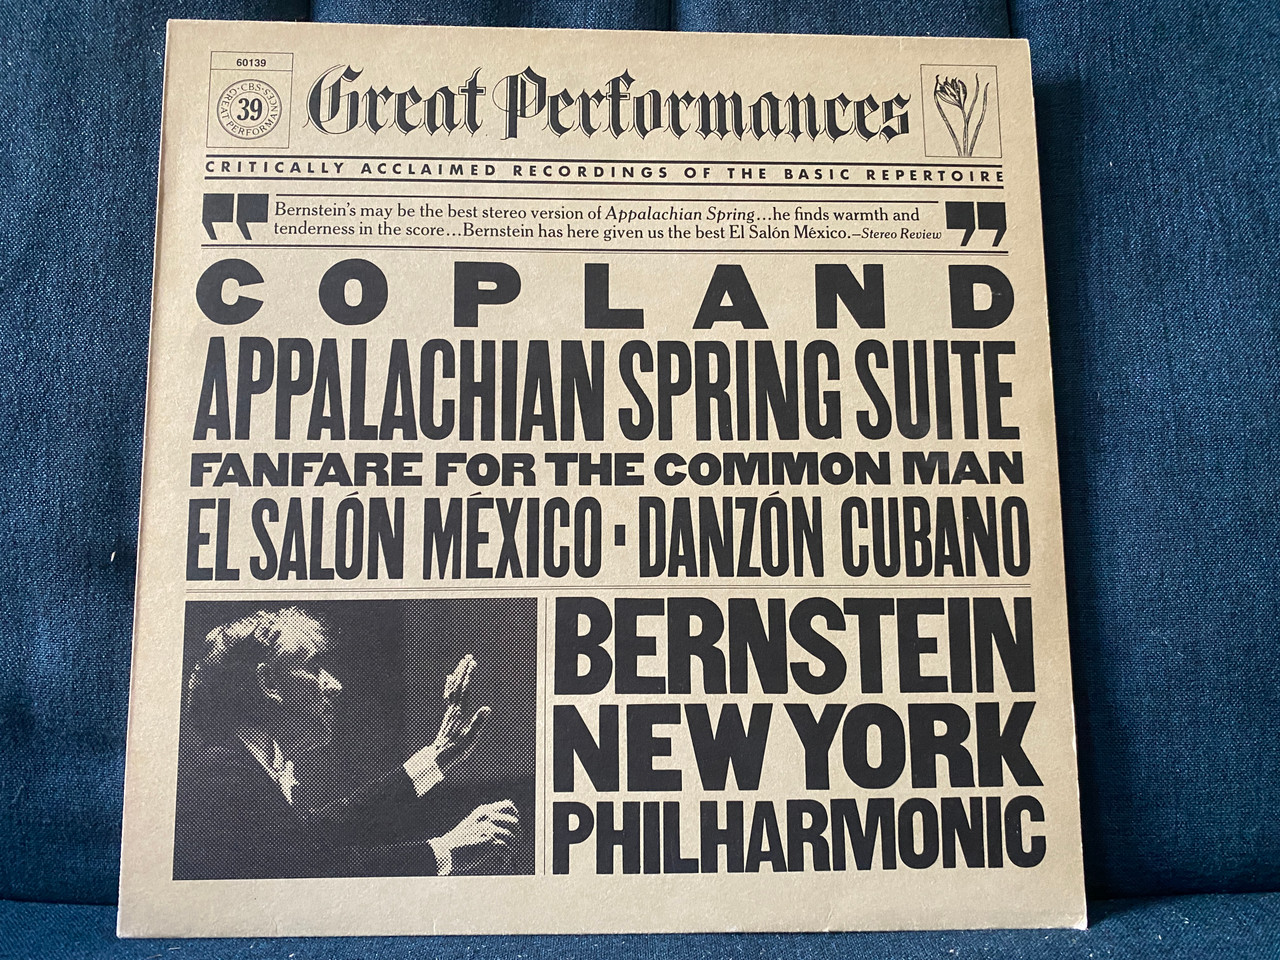 60139
·CBS·
GREAT PERFORMANCES
39
Great Performances
CRITICALLY ACCLAIMED RECORDINGS OF THE BASIC REPERTOIRE
" Bernstein's may be the best stereo version of Appalachian Spring...he finds warmth and
tenderness in the score...Bernstein has here given us the best El Salón México.—Stereo Review "
COPLAND
APPALACHIAN SPRING SUITE
FANFARE FOR THE COMMON MAN
EL SALÓN MÉXICO · DANZÓN CUBANO
BERNSTEIN
NEW YORK
PHILHARMONIC